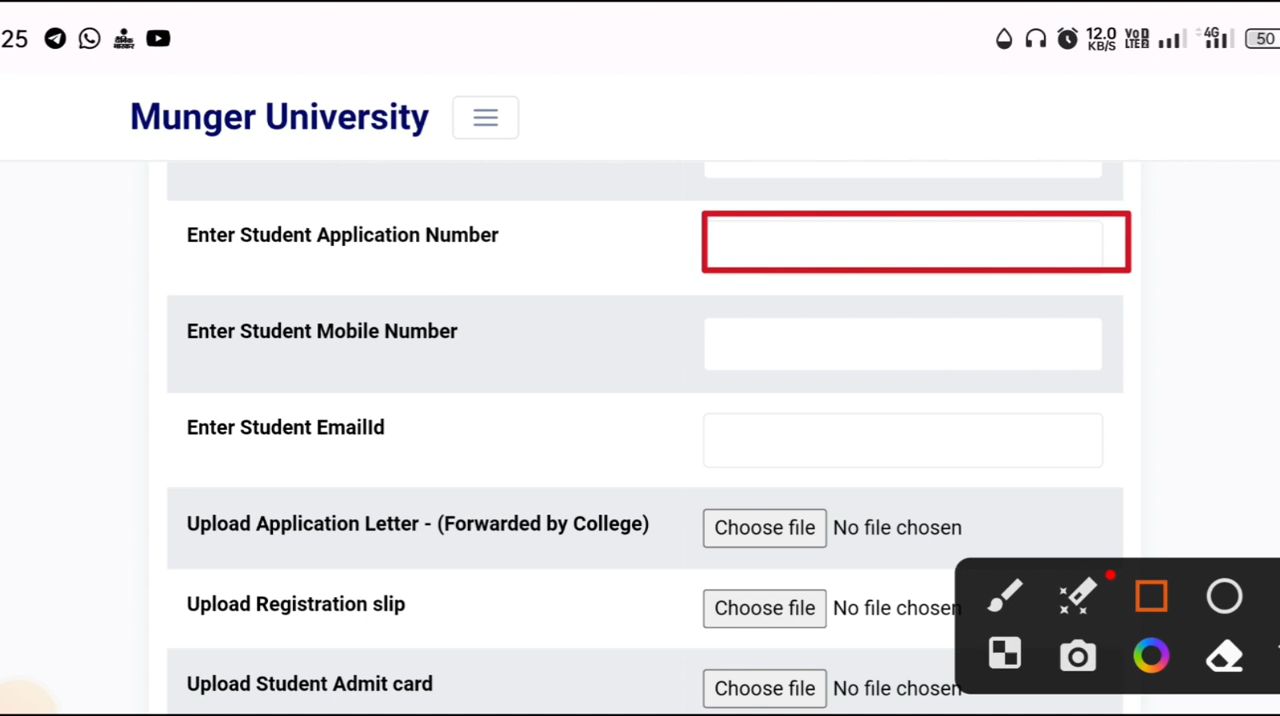 25
12.0
KB/S
VoD
LTE2
4G
50
Munger University
Enter Student Application Number
Enter Student Mobile Number
Enter Student EmailId
Upload Application Letter - (Forwarded by College)
Choose file No file chosen
Upload Registration slip
Choose file No file chosen
Upload Student Admit card
Choose file No file chosen